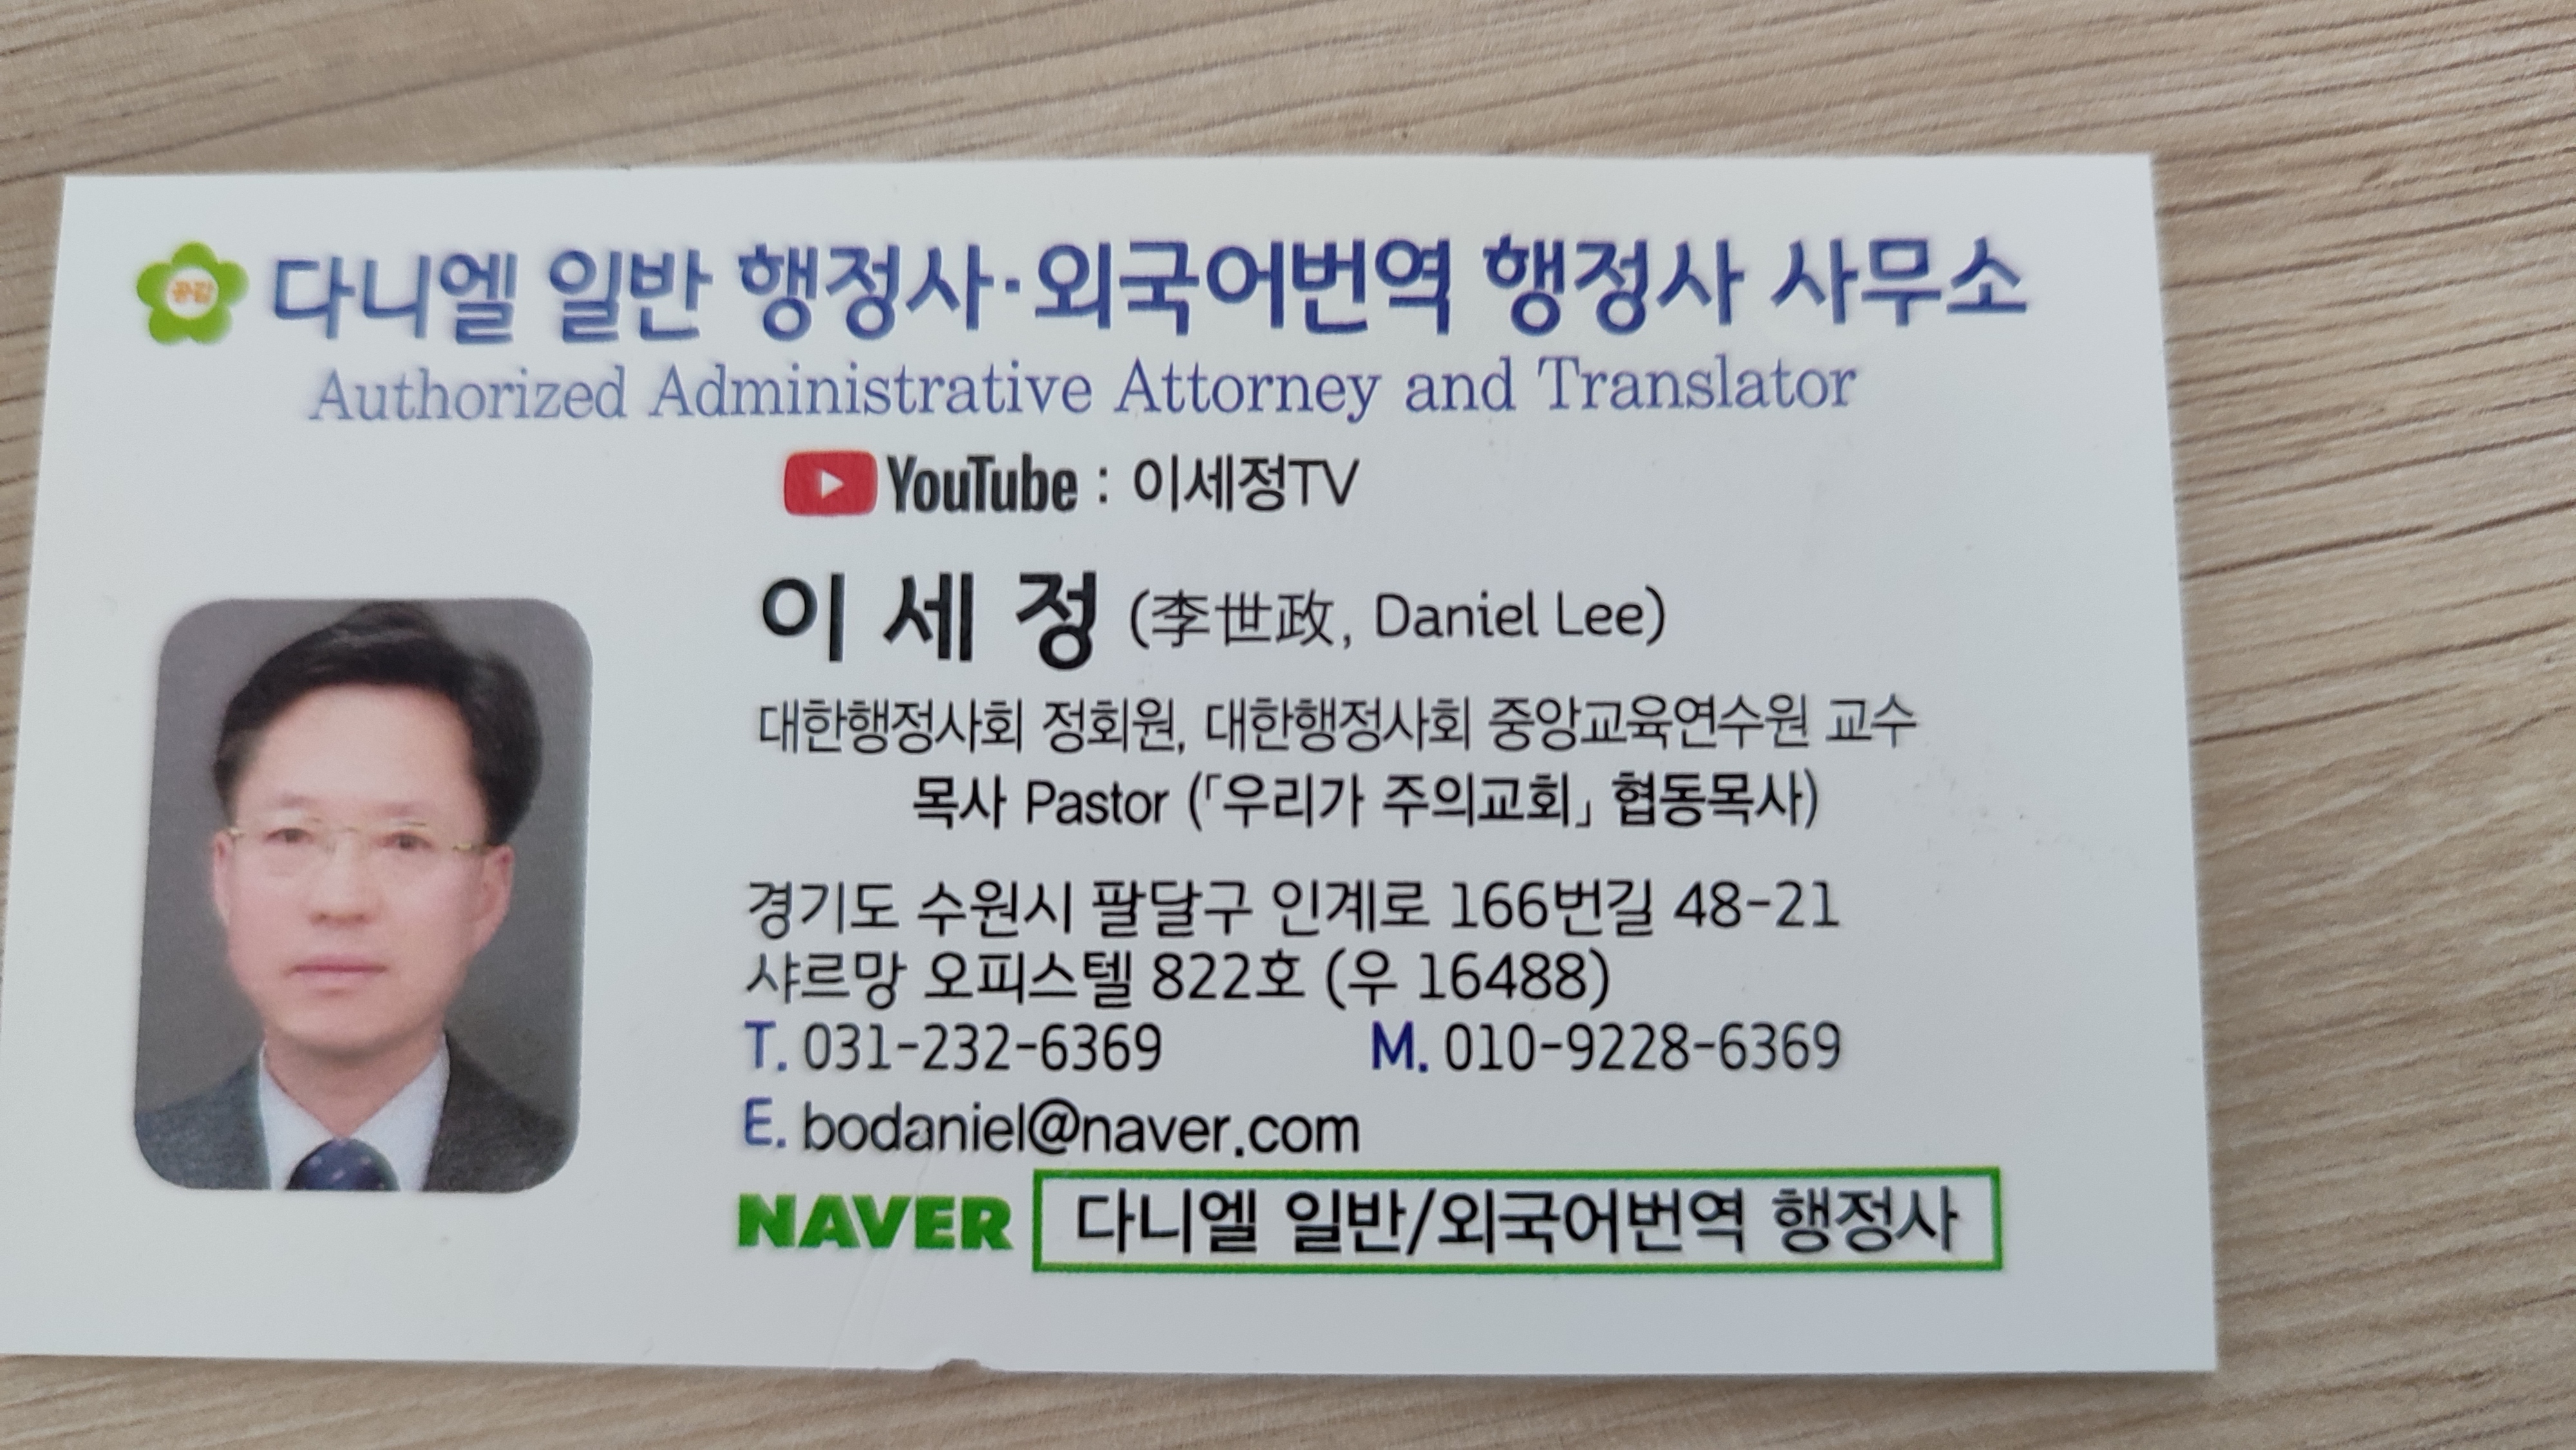 공감
다니엘 일반 행정사·외국어번역 행정사 사무소
Authorized Administrative Attorney and Translator
YouTube : 이세정TV
이 세 정 (李世政, Daniel Lee)
대한행정사회 정회원, 대한행정사회 중앙교육연수원 교수
목사 Pastor (「우리가 주의교회」 협동목사)
경기도 수원시 팔달구 인계로 166번길 48-21
샤르망 오피스텔 822호 (우 16488)
T. 031-232-6369 M. 010-9228-6369
E. bodaniel@naver.com
NAVER 다니엘 일반/외국어번역 행정사